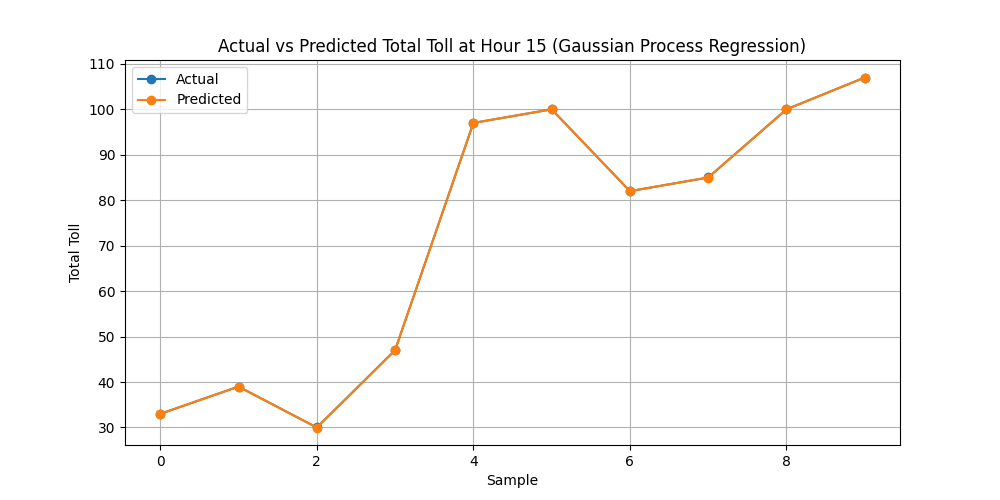 Actual vs Predicted Total Toll at Hour 15 (Gaussian Process Regression)
Actual
Predicted
Total Toll
110
100
90
80
70
60
50
40
30
0 2 4 6 8
Sample